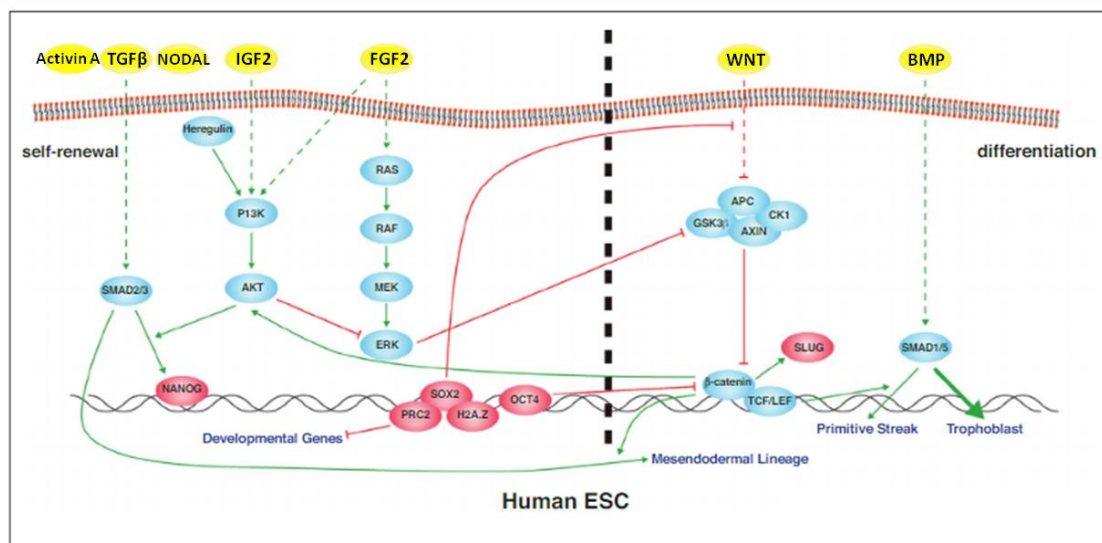 Activin A TGFβ NODAL IGF2 FGF2 WNT BMP
Heregulin
self-renewal
differentiation
RAS
P13K
RAF
APC
GSK3β
CK1
AXIN
SMAD2/3
AKT
MEK
ERK
SLUG
SMAD1/5
NANOG
SOX2
PRC2
H2A.Z
OCT4
β-catenin
TCF/LEF
Developmental Genes
Primitive Streak
Trophoblast
Mesendodermal Lineage
Human ESC